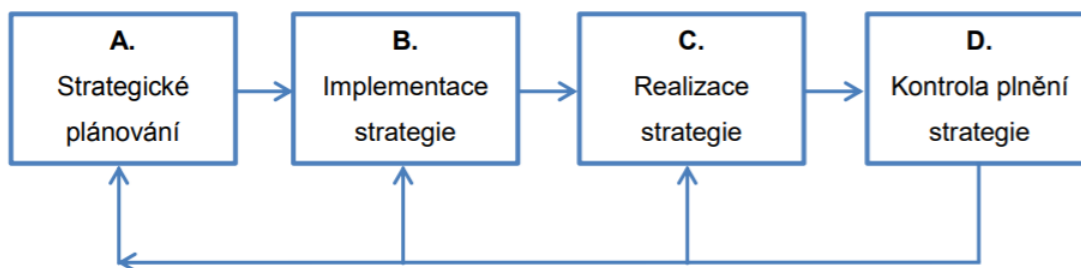 A.
Strategické
plánování
B.
Implementace
strategie
C.
Realizace
strategie
D.
Kontrola plnění
strategie